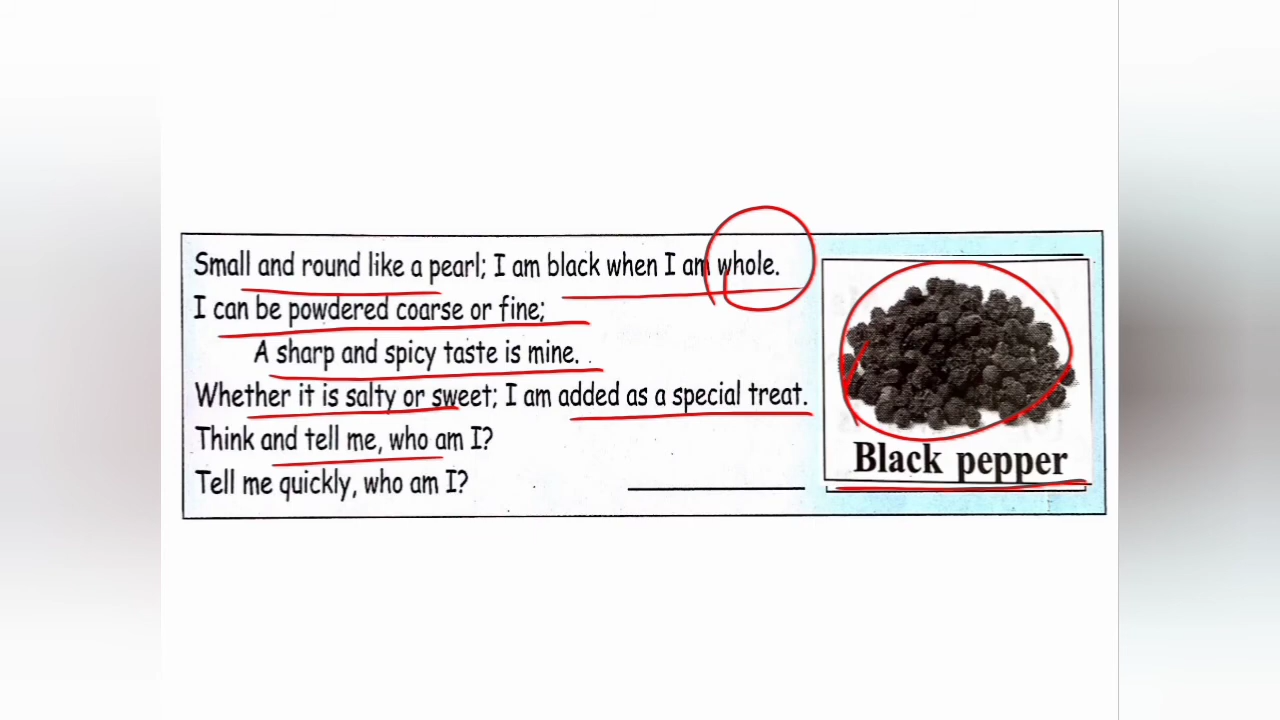 Small and round like a pearl; I am black when I am whole.
I can be powdered coarse or fine;
A sharp and spicy taste is mine.
Whether it is salty or sweet; I am added as a special treat.
Think and tell me, who am I?
Tell me quickly, who am I?
Black pepper